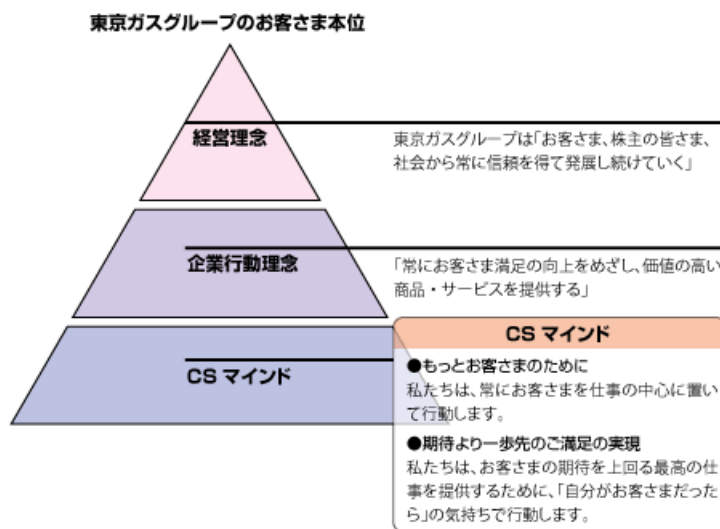 東京ガスグループのお客さま本位
経営理念
東京ガスグループは「お客さま、株主の皆さま、
社会から常に信頼を得て発展し続けていく」
企業行動理念
「常にお客さま満足の向上をめざし、価値の高い
商品・サービスを提供する」
CS マインド
CS マインド
●もっとお客さまのために
私たちは、常にお客さまを仕事の中心に置い
て行動します。
●期待より一歩先のご満足の実現
私たちは、お客さまの期待を上回る最高の仕
事を提供するために、「自分がお客さまだった
ら」の気持ちで行動します。